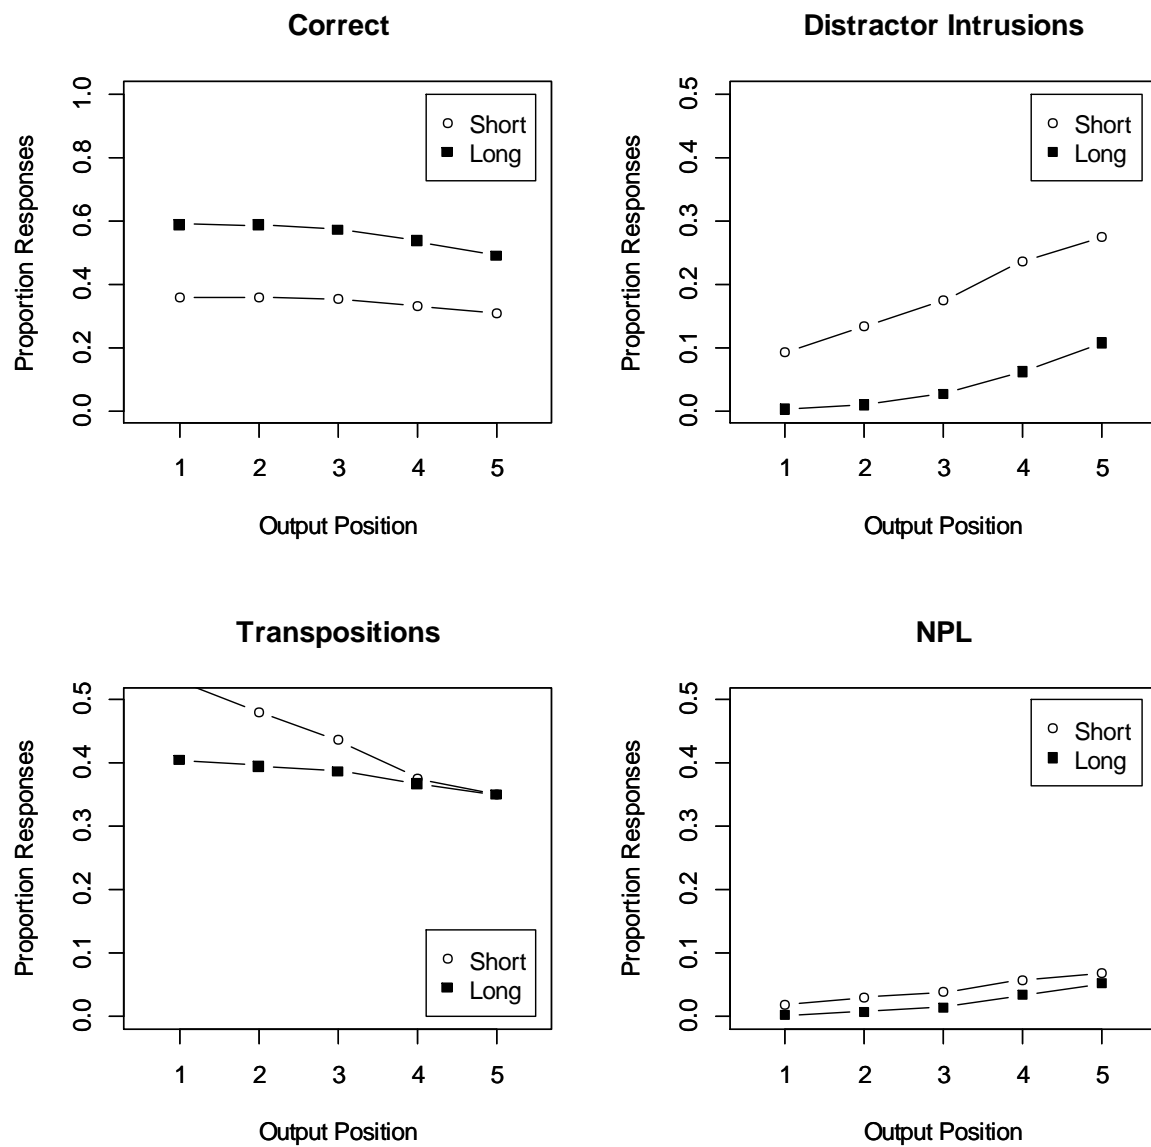 Correct
Proportion Responses
1.0
0.8
0.6
0.4
0.2
0.0
Short
Long
1 2 3 4 5
Output Position
Distractor Intrusions
Proportion Responses
0.5
0.4
0.3
0.2
0.1
0.0
Short
Long
1 2 3 4 5
Output Position
Transpositions
Proportion Responses
0.5
0.4
0.3
0.2
0.1
0.0
Short
Long
1 2 3 4 5
Output Position
NPL
Proportion Responses
0.5
0.4
0.3
0.2
0.1
0.0
Short
Long
1 2 3 4 5
Output Position